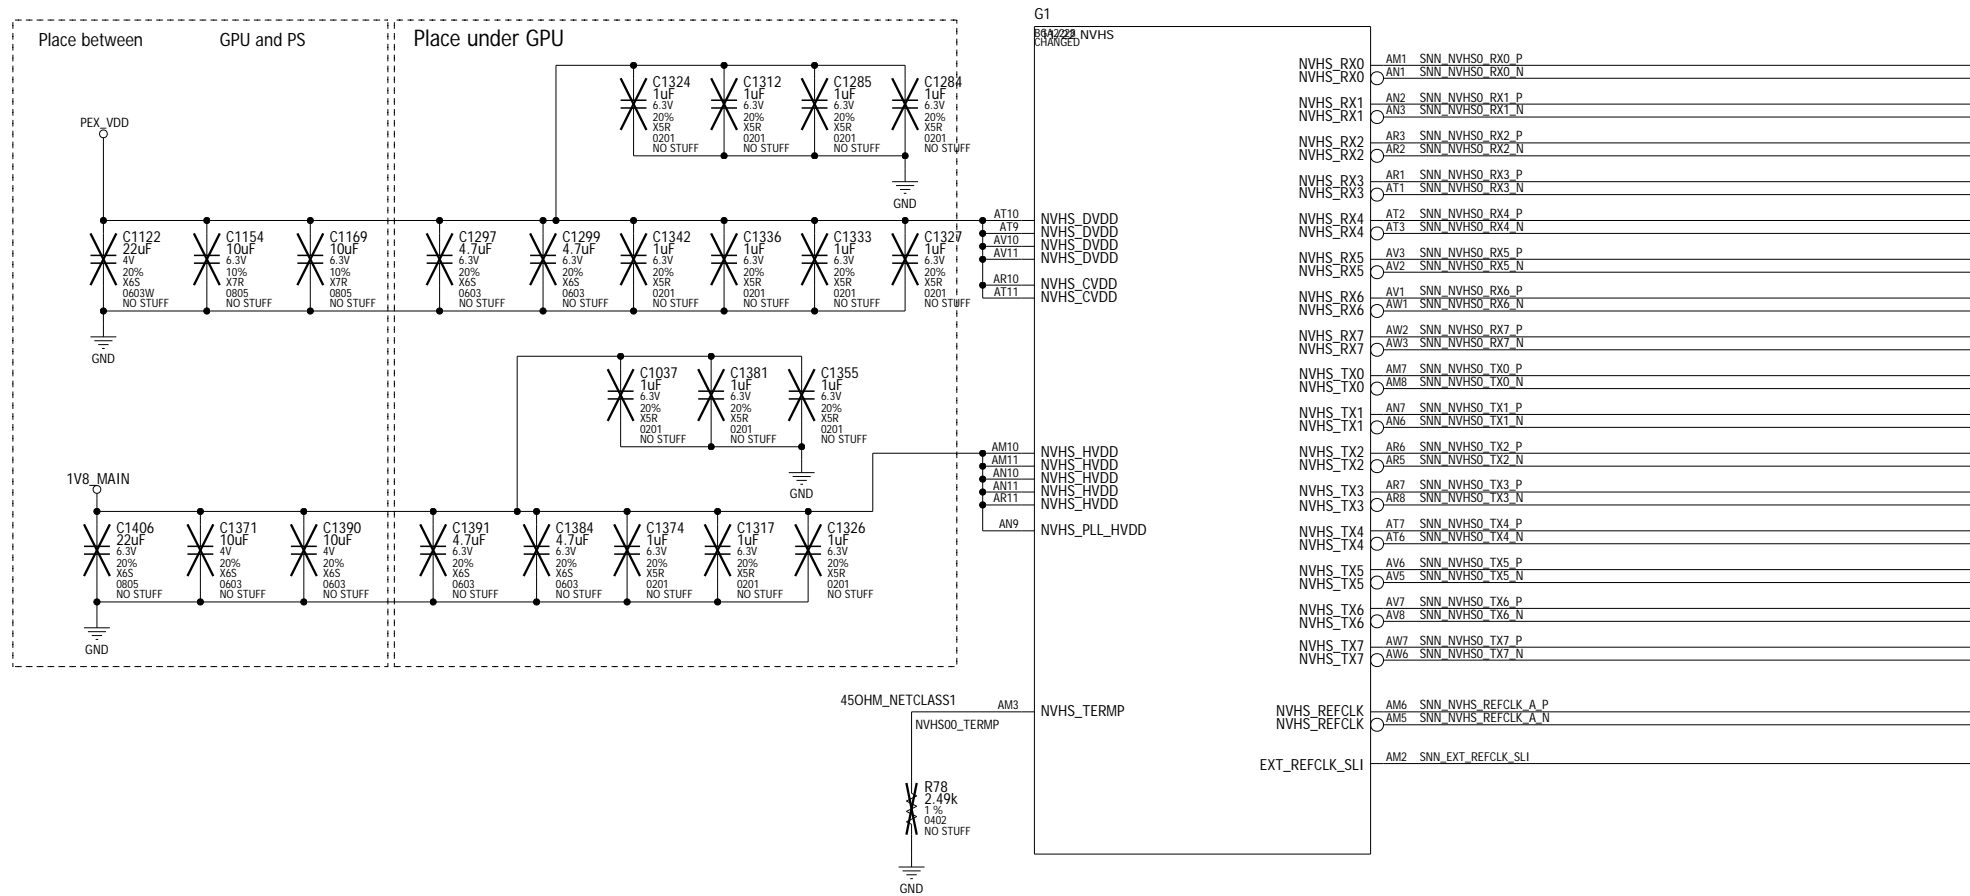 Place between GPU and PS
Place under GPU
PEX_VDD
C1324
1uF
6.3V
20%
X5R
0201
NO STUFF
C1312
1uF
6.3V
20%
X5R
0201
NO STUFF
C1285
1uF
6.3V
20%
X5R
0201
NO STUFF
C1284
1uF
6.3V
20%
X5R
0201
NO STUFF
GND
C1122
22uF
4V
20%
X6S
0603W
NO STUFF
C1154
10uF
6.3V
10%
X7R
0805
NO STUFF
C1169
10uF
6.3V
10%
X7R
0805
NO STUFF
C1297
4.7uF
6.3V
20%
X6S
0603
NO STUFF
C1299
4.7uF
6.3V
20%
X6S
0603
NO STUFF
C1342
1uF
6.3V
20%
X5R
0201
NO STUFF
C1336
1uF
6.3V
20%
X5R
0201
NO STUFF
C1333
1uF
6.3V
20%
X5R
0201
NO STUFF
C1327
1uF
6.3V
20%
X5R
0201
NO STUFF
GND
C1037
1uF
6.3V
20%
X5R
0201
NO STUFF
C1381
1uF
6.3V
20%
X5R
0201
NO STUFF
C1355
1uF
6.3V
20%
X5R
0201
NO STUFF
GND
1V8_MAIN
C1406
22uF
6.3V
20%
X6S
0805
NO STUFF
C1371
10uF
4V
20%
X6S
0603
NO STUFF
C1390
10uF
4V
20%
X6S
0603
NO STUFF
C1391
4.7uF
6.3V
20%
X6S
0603
NO STUFF
C1384
4.7uF
6.3V
20%
X6S
0603
NO STUFF
C1374
1uF
6.3V
20%
X5R
0201
NO STUFF
C1317
1uF
6.3V
20%
X5R
0201
NO STUFF
C1326
1uF
6.3V
20%
X5R
0201
NO STUFF
GND
G1
NVHS
CHANGED
AT10 NVHS_DVDD
AT9 NVHS_DVDD
AV10 NVHS_DVDD
AV11 NVHS_DVDD
AR10 NVHS_CVDD
AT11 NVHS_CVDD
AM10 NVHS_HVDD
AM11 NVHS_HVDD
AN10 NVHS_HVDD
AN11 NVHS_HVDD
AR11 NVHS_HVDD
AN9 NVHS_PLL_HVDD
45OHM_NETCLASS1
AM3 NVHS_TERMP
NVHS00_TERMP
R78
2.49k
1 %
0402
NO STUFF
GND
NVHS_RX0 AM1 SNN_NVHS0_RX0_P
NVHS_RX0 AN1 SNN_NVHS0_RX0_N
NVHS_RX1 AN2 SNN_NVHS0_RX1_P
NVHS_RX1 AN3 SNN_NVHS0_RX1_N
NVHS_RX2 AR3 SNN_NVHS0_RX2_P
NVHS_RX2 AR2 SNN_NVHS0_RX2_N
NVHS_RX3 AR1 SNN_NVHS0_RX3_P
NVHS_RX3 AT1 SNN_NVHS0_RX3_N
NVHS_RX4 AT2 SNN_NVHS0_RX4_P
NVHS_RX4 AT3 SNN_NVHS0_RX4_N
NVHS_RX5 AV3 SNN_NVHS0_RX5_P
NVHS_RX5 AV2 SNN_NVHS0_RX5_N
NVHS_RX6 AV1 SNN_NVHS0_RX6_P
NVHS_RX6 AW1 SNN_NVHS0_RX6_N
NVHS_RX7 AW2 SNN_NVHS0_RX7_P
NVHS_RX7 AW3 SNN_NVHS0_RX7_N
NVHS_TX0 AM7 SNN_NVHS0_TX0_P
NVHS_TX0 AM8 SNN_NVHS0_TX0_N
NVHS_TX1 AN7 SNN_NVHS0_TX1_P
NVHS_TX1 AN6 SNN_NVHS0_TX1_N
NVHS_TX2 AR6 SNN_NVHS0_TX2_P
NVHS_TX2 AR5 SNN_NVHS0_TX2_N
NVHS_TX3 AR7 SNN_NVHS0_TX3_P
NVHS_TX3 AR8 SNN_NVHS0_TX3_N
NVHS_TX4 AT7 SNN_NVHS0_TX4_P
NVHS_TX4 AT6 SNN_NVHS0_TX4_N
NVHS_TX5 AV6 SNN_NVHS0_TX5_P
NVHS_TX5 AV5 SNN_NVHS0_TX5_N
NVHS_TX6 AV7 SNN_NVHS0_TX6_P
NVHS_TX6 AV8 SNN_NVHS0_TX6_N
NVHS_TX7 AW7 SNN_NVHS0_TX7_P
NVHS_TX7 AW6 SNN_NVHS0_TX7_N
NVHS_REFCLK AM6 SNN_NVHS_REFCLK_A_P
NVHS_REFCLK AM5 SNN_NVHS_REFCLK_A_N
EXT_REFCLK_SLI AM2 SNN_EXT_REFCLK_SLI